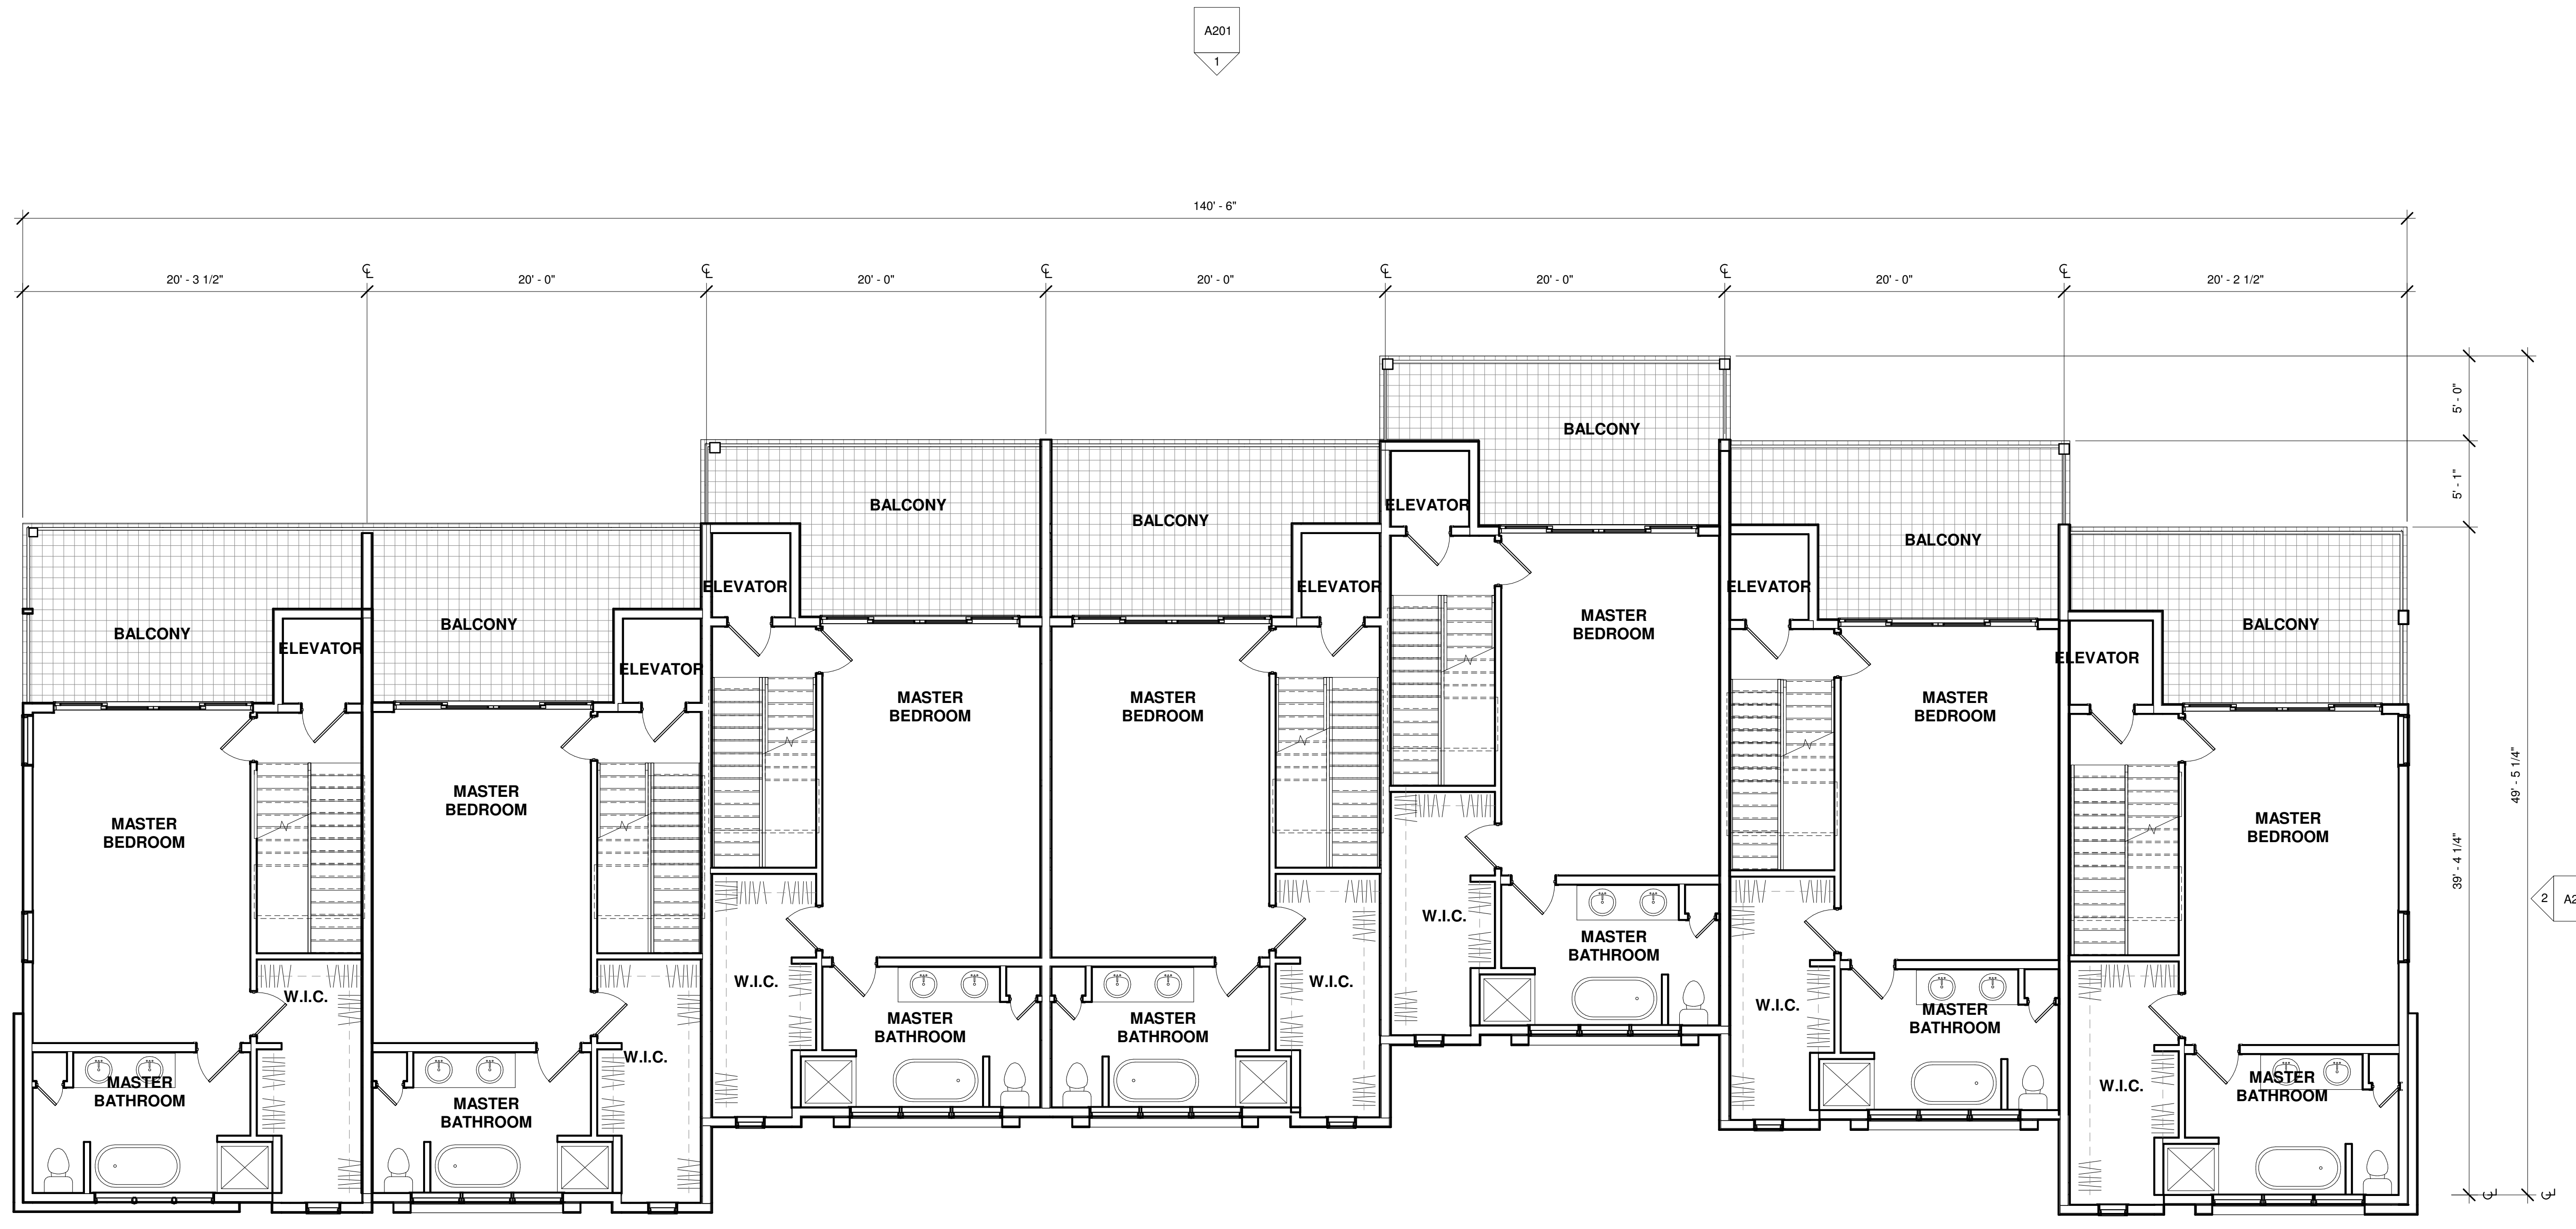 A201
1
140' - 6"
20' - 3 1/2"
20' - 0"
20' - 0"
20' - 0"
20' - 0"
20' - 0"
20' - 2 1/2"
5' - 0"
5' - 1"
39' - 4 1/4"
49' - 5 1/4"
2
A2
BALCONY
ELEVATOR
BALCONY
BALCONY
BALCONY
ELEVATOR
ELEVATOR
MASTER
BEDROOM
BALCONY
ELEVATOR
BALCONY
BALCONY
BALCONY
ELEVATOR
ELEVATOR
ELEVATOR
MASTER
BEDROOM
MASTER
BEDROOM
MASTER
BEDROOM
MASTER
BEDROOM
MASTER
BEDROOM
MASTER
BEDROOM
W.I.C.
MASTER
BATHROOM
W.I.C.
W.I.C.
W.I.C.
W.I.C.
MASTER
BATHROOM
MASTER
BATHROOM
MASTER
BATHROOM
W.I.C.
MASTER
BATHROOM
MASTER
BATHROOM
W.I.C.
MASTER
BATHROOM